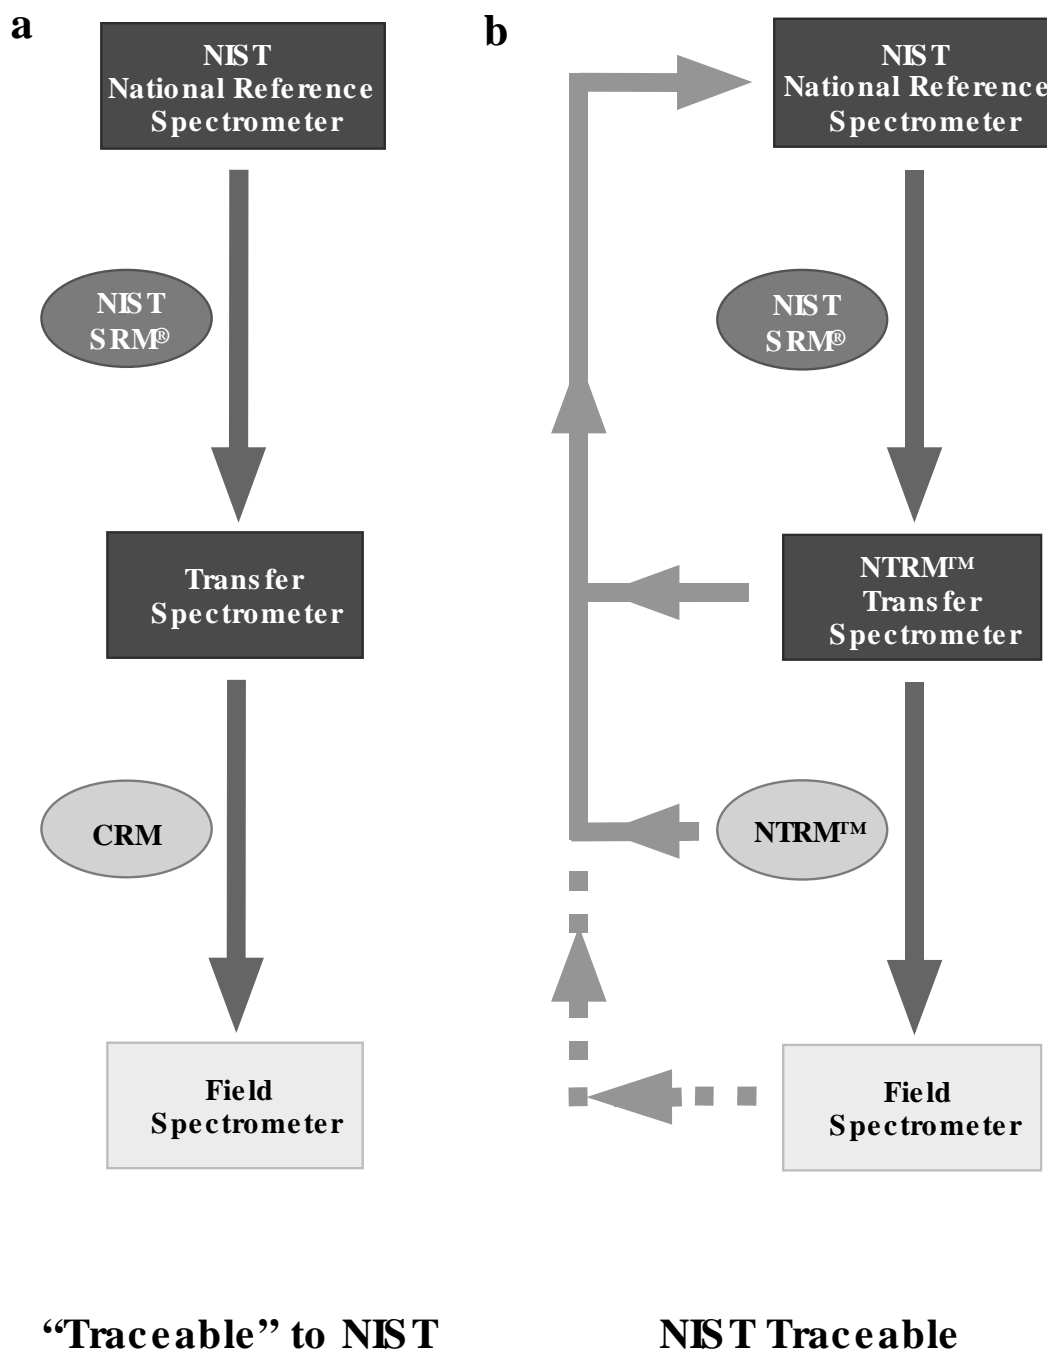 a
NIST
National Reference
Spectrometer
NIST
SRM®
Transfer
Spectrometer
CRM
Field
Spectrometer
“Traceable” to NIST
b
NIST
National Reference
Spectrometer
NIST
SRM®
NTRM™
Transfer
Spectrometer
NTRM™
Field
Spectrometer
NIST Traceable